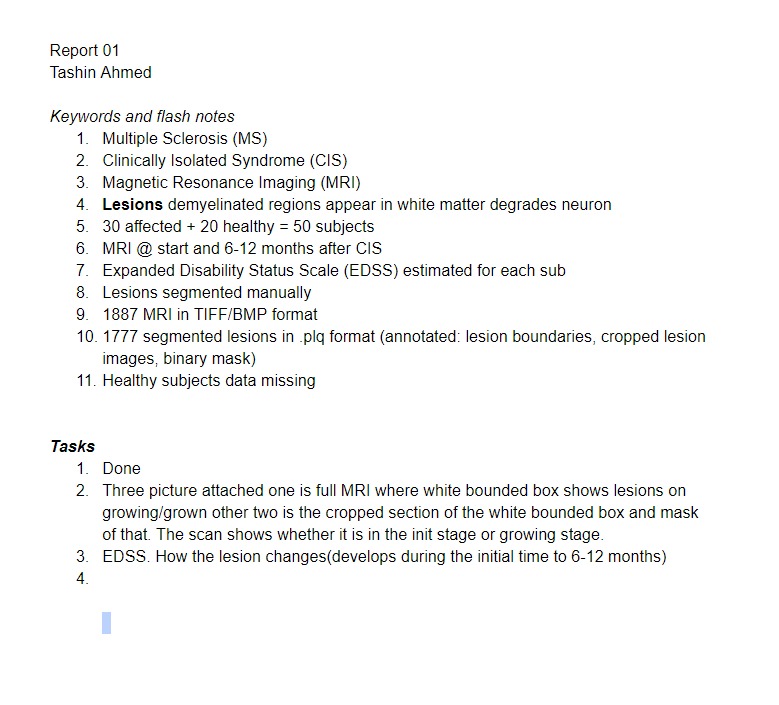 Report 01
Tashin Ahmed
Keywords and flash notes
1. Multiple Sclerosis (MS)
2. Clinically Isolated Syndrome (CIS)
3. Magnetic Resonance Imaging (MRI)
4. Lesions demyelinated regions appear in white matter degrades neuron
5. 30 affected + 20 healthy = 50 subjects
6. MRI @ start and 6-12 months after CIS
7. Expanded Disability Status Scale (EDSS) estimated for each sub
8. Lesions segmented manually
9. 1887 MRI in TIFF/BMP format
10. 1777 segmented lesions in .plq format (annotated: lesion boundaries, cropped lesion
images, binary mask)
11. Healthy subjects data missing
Tasks
1. Done
2. Three picture attached one is full MRI where white bounded box shows lesions on
growing/grown other two is the cropped section of the white bounded box and mask
of that. The scan shows whether it is in the init stage or growing stage.
3. EDSS. How the lesion changes(develops during the initial time to 6-12 months)
4.